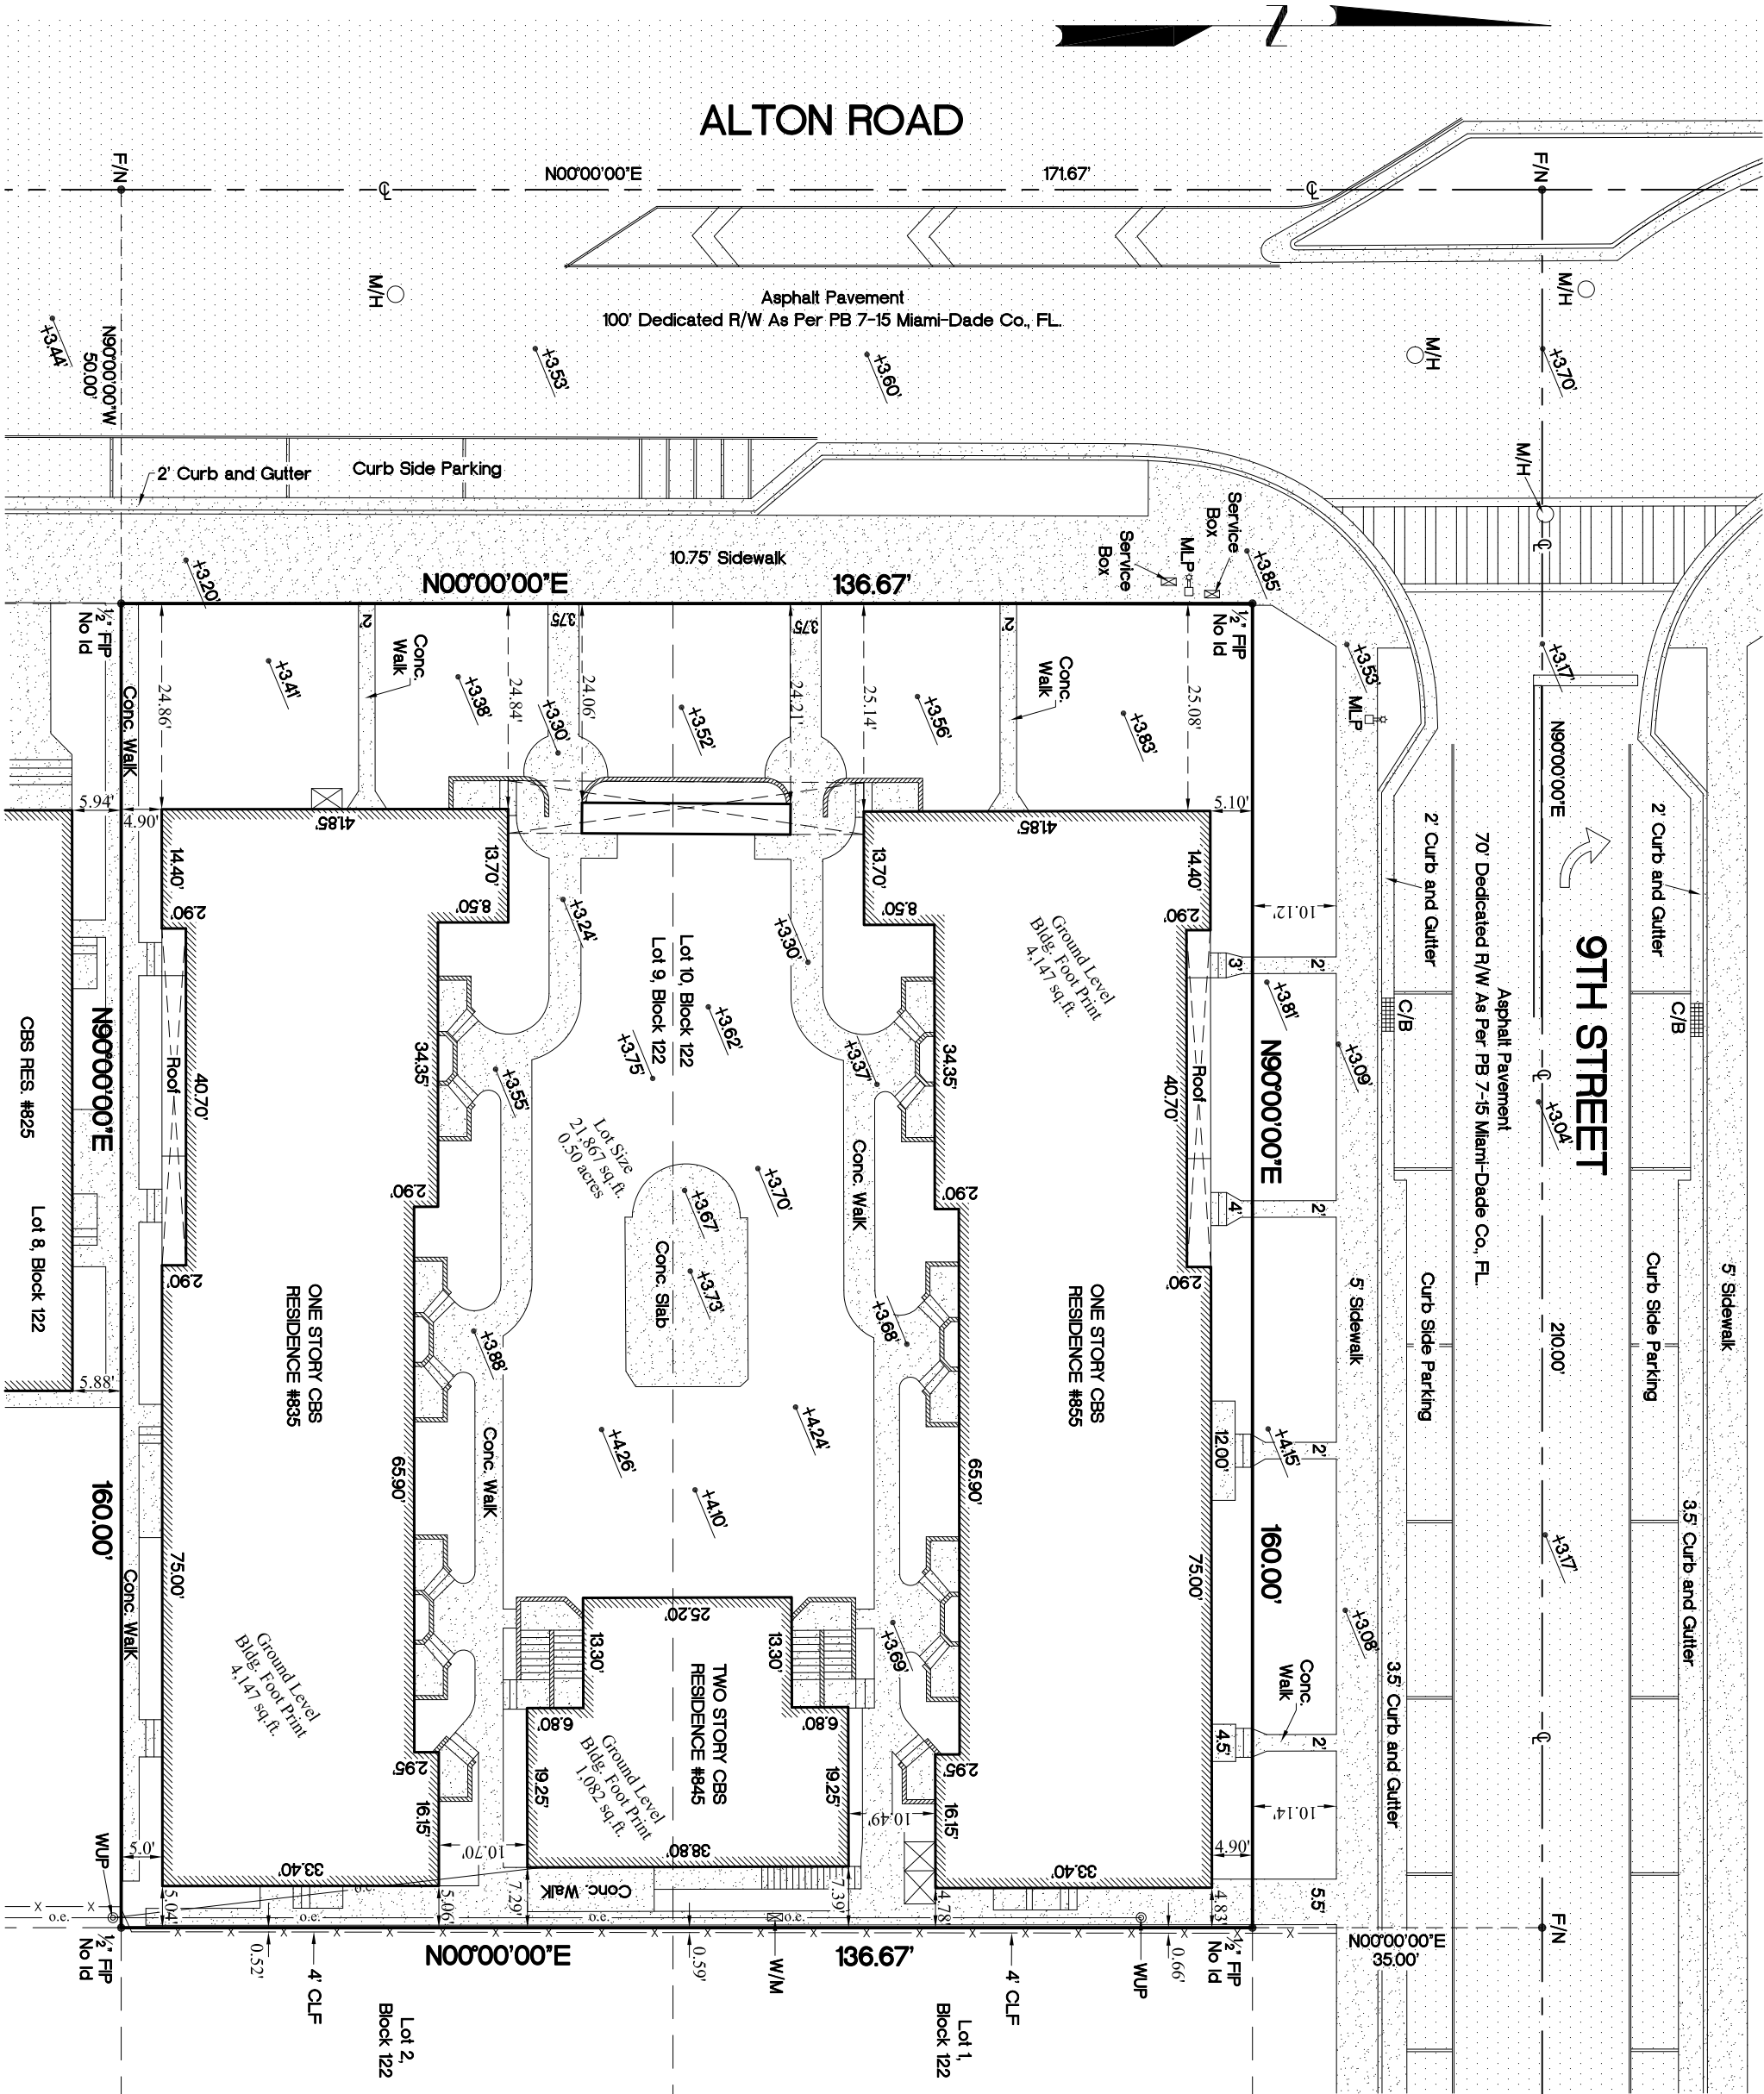 ALTON ROAD
F/N
N00°00'00"E
171.67'
F/N
M/H
M/H
M/H
Asphalt Pavement
100' Dedicated R/W As Per PB 7-15 Miami-Dade Co., FL.
+3.44'
N90°00'00"W
50.00'
+3.53'
+3.60'
+3.70'
M/H
2' Curb and Gutter
Curb Side Parking
Service
Box
MLP
Service
Box
+3.85'
10.75' Sidewalk
+3.20'
N00°00'00"E
136.67'
½" FIP
No Id
½" FIP
No Id
2'
3.75
3.75
2'
Conc.
Walk
Conc.
Walk
Conc. Walk
24.86'
+3.41'
+3.38'
24.84'
+3.30'
24.06'
+3.52'
24.21'
25.14'
+3.56'
+3.83'
25.08'
+3.53'
MLP
+3.17'
N90°00'00"E
5.94'
4.90'
41.85'
41.85'
5.10'
14.40'
13.70'
13.70'
14.40'
2.90'
8.50'
8.50'
2.90'
10.12'
+3.24'
+3.30'
Lot 10, Block 122
Lot 9, Block 122
Ground Level
Bldg. Foot Print
4,147 sq.ft.
2' Curb and Gutter
70' Dedicated R/W As Per PB 7-15 Miami-Dade Co., FL.
Asphalt Pavement
9TH STREET
2' Curb and Gutter
3'
2'
+3.81'
C/B
C/B
CBS RES. #825
N90°00'00"E
Roof
40.70'
34.35'
+3.55'
+3.75'
+3.62'
+3.37'
34.35'
40.70'
Roof
N90°00'00"E
+3.09'
+3.04'
Lot Size
21,867 sq.ft.
0.50 acres
Conc. Walk
2.90'
+3.67'
+3.70'
2.90'
4'
2'
Lot 8, Block 122
2.90'
2.90'
Conc. Slab
+3.73'
+3.68'
+3.88'
ONE STORY CBS
RESIDENCE #835
ONE STORY CBS
RESIDENCE #855
5' Sidewalk
Curb Side Parking
210.00'
Curb Side Parking
5' Sidewalk
5.88'
160.00'
65.90'
Conc. Walk
+4.26'
+4.24'
+4.10'
65.90'
12.00'
+4.15'
2'
160.00'
Conc. Walk
75.00'
75.00'
+3.17'
3.5' Curb and Gutter
+3.08'
3.5' Curb and Gutter
Ground Level
Bldg. Foot Print
4,147 sq.ft.
25.20'
13.30'
13.30'
+3.69'
6.80'
6.80'
TWO STORY CBS
RESIDENCE #845
Ground Level
Bldg. Foot Print
1,082 sq.ft.
Conc.
Walk
4.5'
2'
2.95'
2.95'
16.15'
19.25'
19.25'
16.15'
10.49'
10.14'
WUP
5.0'
33.40'
10.70'
38.80'
33.40'
4.90'
Conc. Walk
o.e.
5.04'
5.06'
7.29'
7.39'
4.78'
4.83'
5.5'
o.e.
o.e.
o.e.
o.e.
F/N
½" FIP
No Id
0.52'
4' CLF
N00°00'00"E
0.59'
W/M
136.67'
4' CLF
WUP
0.66'
½" FIP
No Id
N00°00'00"E
35.00'
Lot 2,
Block 122
Lot 1,
Block 122